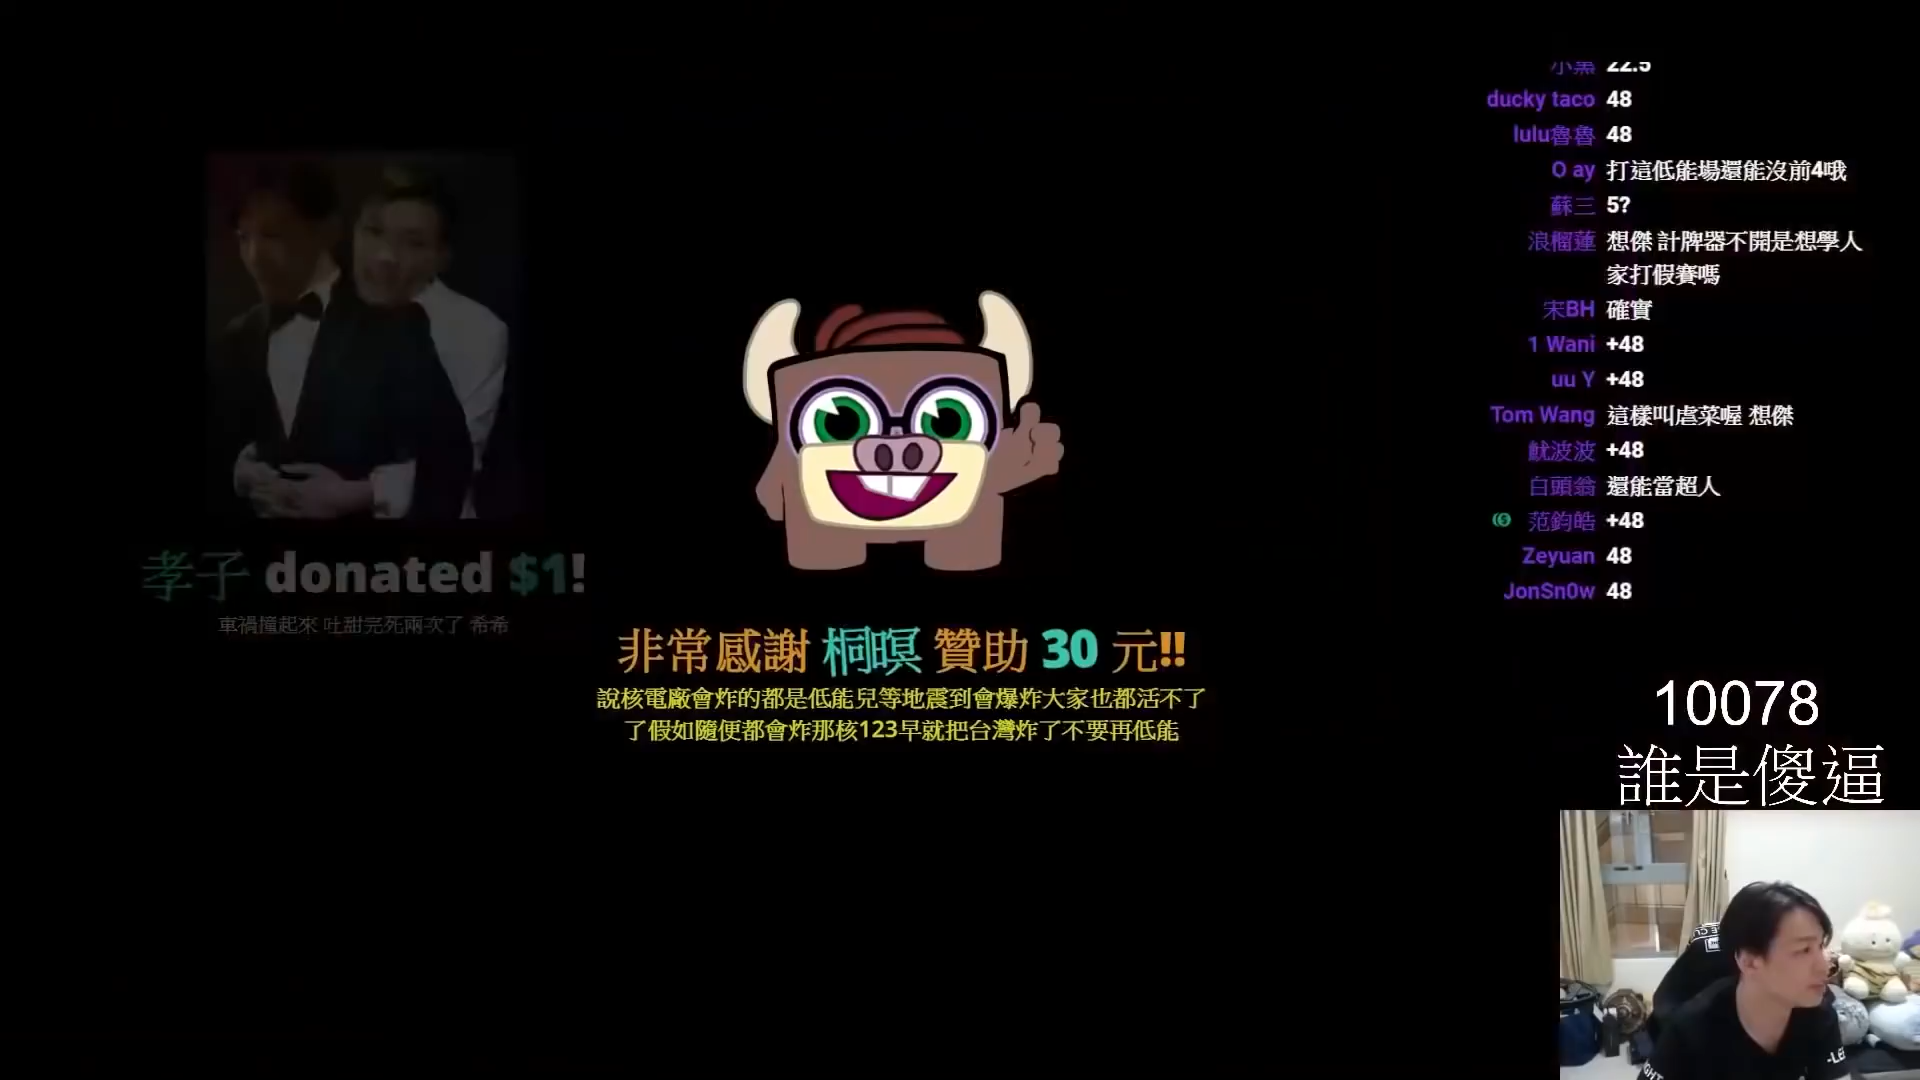 孝子 donated $1!
車禍撞起來 吐甜完死兩次了 希希
非常感謝 桐暝 贊助 30 元!!
說核電廠會炸的都是低能兒等地震到會爆炸大家也都活不了
了假如隨便都會炸那核123早就把台灣炸了不要再低能
小黑 22.5
ducky taco 48
lulu魯魯 48
O ay 打這低能場還能沒前4哦
蘇三 5?
浪榴蓮 想傑 計牌器不開是想學人
家打假賽嗎
宋BH 確實
1 Wani +48
uu Y +48
Tom Wang 這樣叫虐菜喔 想傑
魷波波 +48
白頭翁 還能當超人
范鈞皓 +48
Zeyuan 48
JonSn0w 48
10078
誰是傻逼